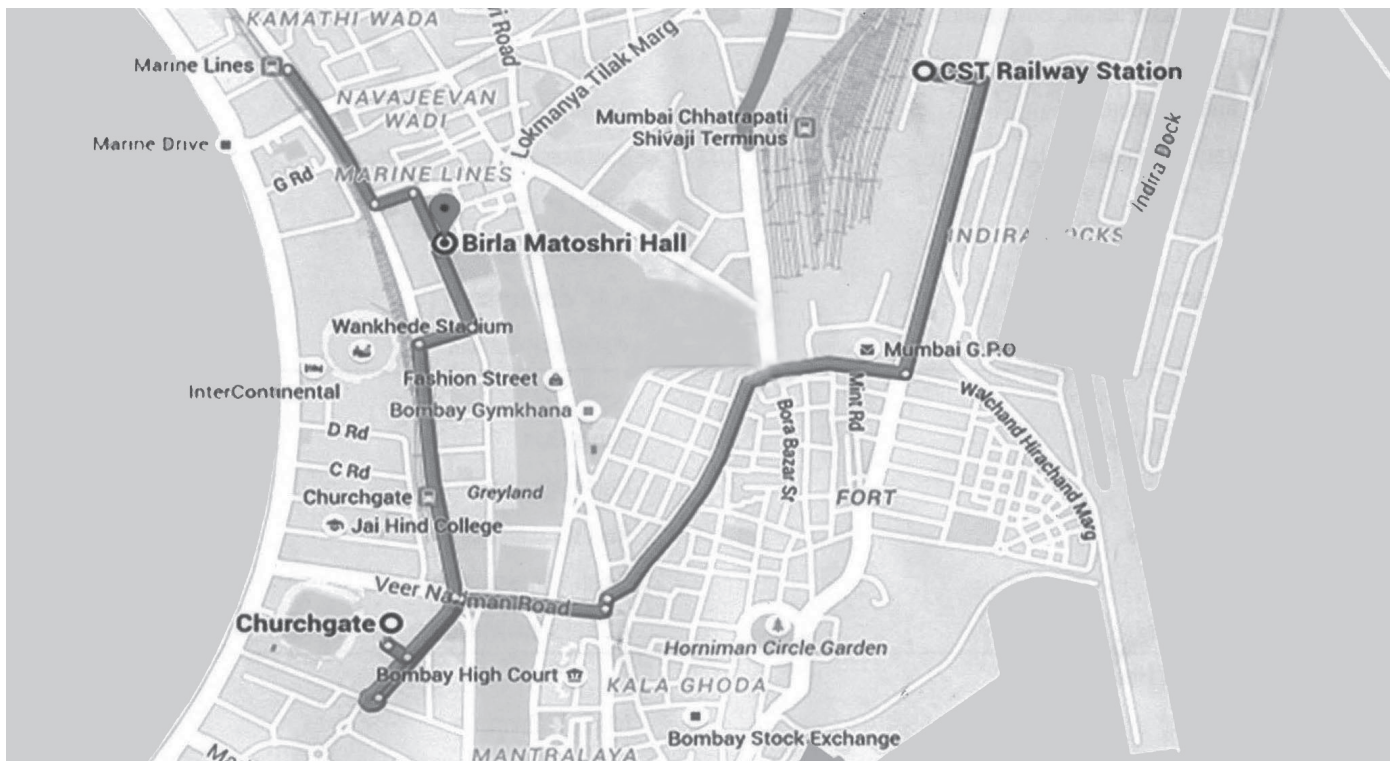 KAMATHI WADA
Marine Lines
CST Railway Station
Lokmanya Tilak Marg
NAVAJEEVAN
WADI
Mumbai Chhatrapati
Shivaji Terminus
Marine Drive
Indira Dock
G Rd
MARINE LINES
Birla Matoshri Hall
Wankhede Stadium
Mumbai G.P.O
InterContinental
Fashion Street
Mint Rd
Bora Bazar
Walchand Hirachand Marg
Bombay Gymkhana
D Rd
C Rd
Churchgate
Greyland
FORT
Jai Hind College
Veer Nariman Road
Churchgate
Horniman Circle Garden
Bombay High Court
KALA GHODA
Bombay Stock Exchange
MANTRALAYA